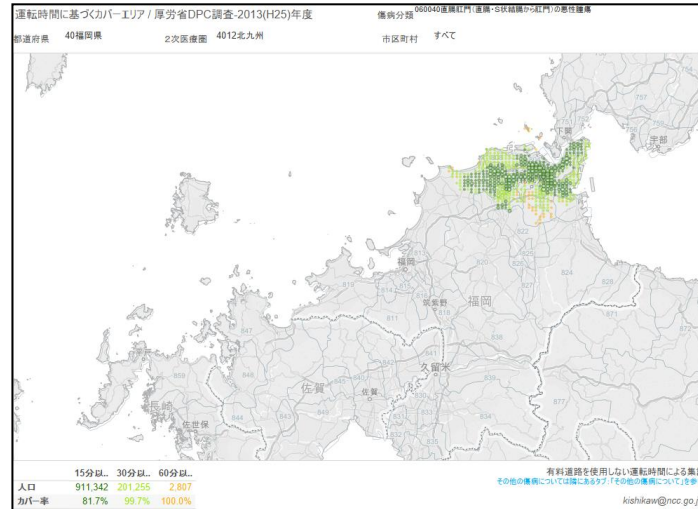 運転時間に基づくカバーエリア / 厚労省DPC調査-2013(H25)年度
傷病分類 060040直腸肛門(直腸・S状結腸から肛門)の悪性腫瘍
都道府県 40福岡県 2次医療圏 4012北九州 市区町村 すべて
下関
宇部
福岡
筑紫野
福岡
久留米
佐賀
佐賀
長崎
佐世保
822
820
824
871
847
811
841
877
15分以.. 30分以.. 60分以..
人口 911,342 201,255 2,807
カバー率 81.7% 99.7% 100.0%
有料道路を使用しない運転時間による集
その他の傷病については隣にあるタブ:「その他の傷病について」を参
kishikaw@ncc.go.j